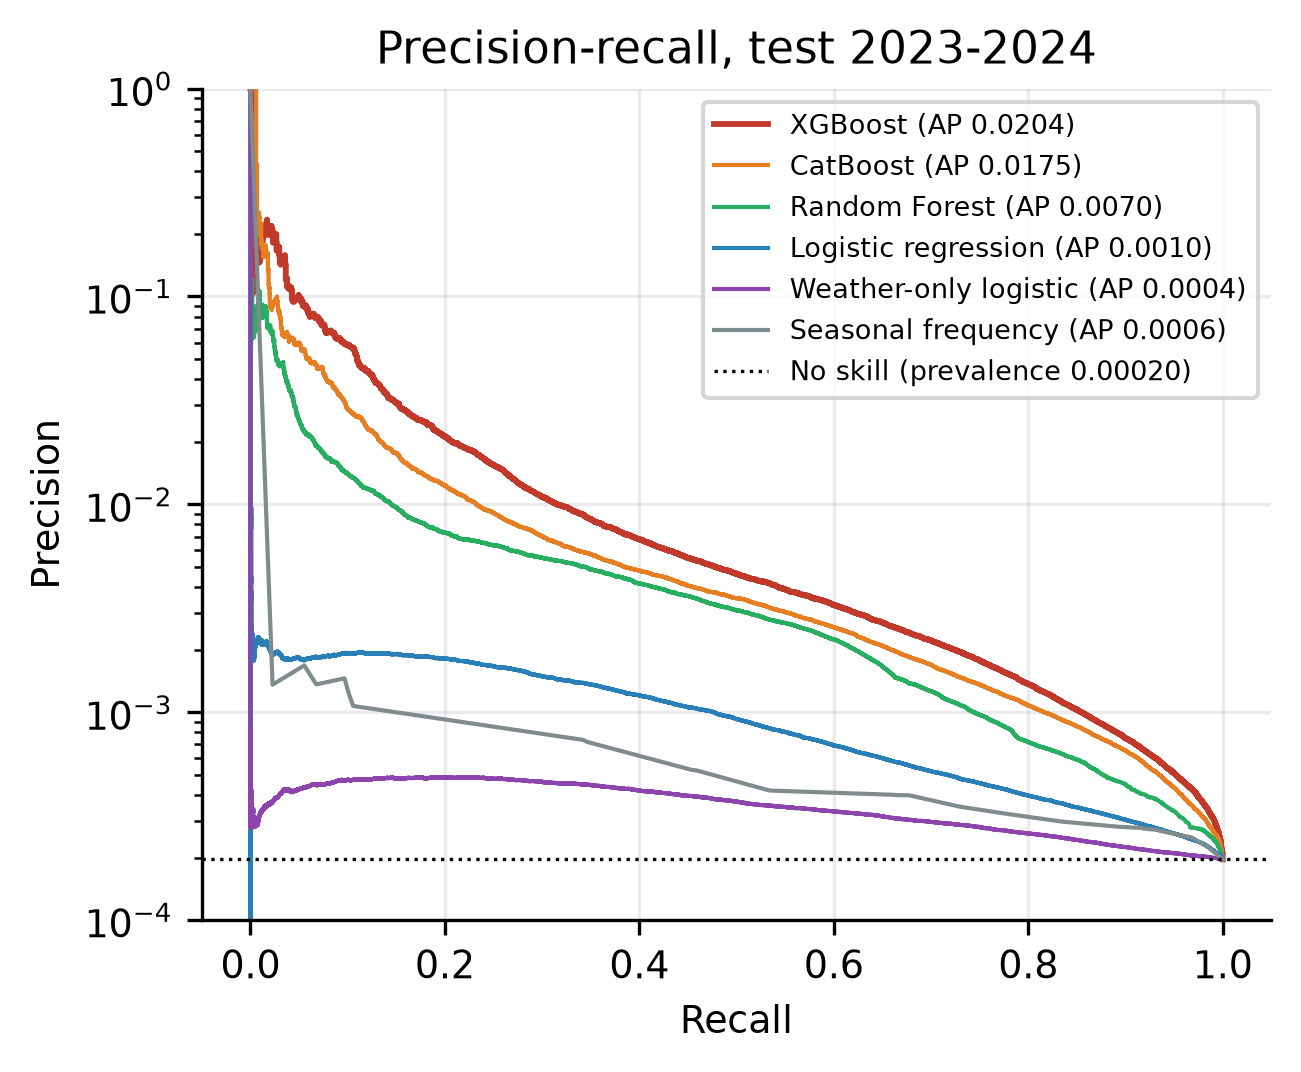 Precision-recall, test 2023-2024
10⁰
10⁻¹
10⁻²
10⁻³
10⁻⁴
Precision
XGBoost (AP 0.0204)
CatBoost (AP 0.0175)
Random Forest (AP 0.0070)
Logistic regression (AP 0.0010)
Weather-only logistic (AP 0.0004)
Seasonal frequency (AP 0.0006)
No skill (prevalence 0.00020)
0.0 0.2 0.4 0.6 0.8 1.0
Recall